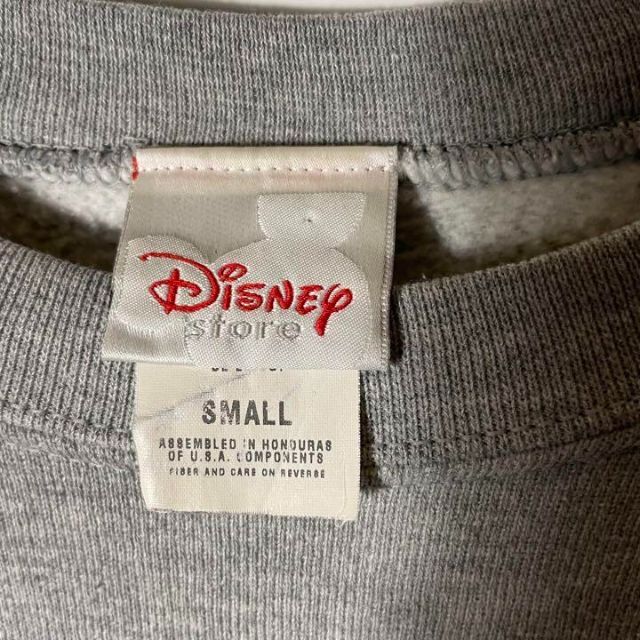 Disney
store
SMALL
ASSEMBLED IN HONDURAS
OF U.S.A. COMPONENTS
FIBER AND CARE ON REVERSE